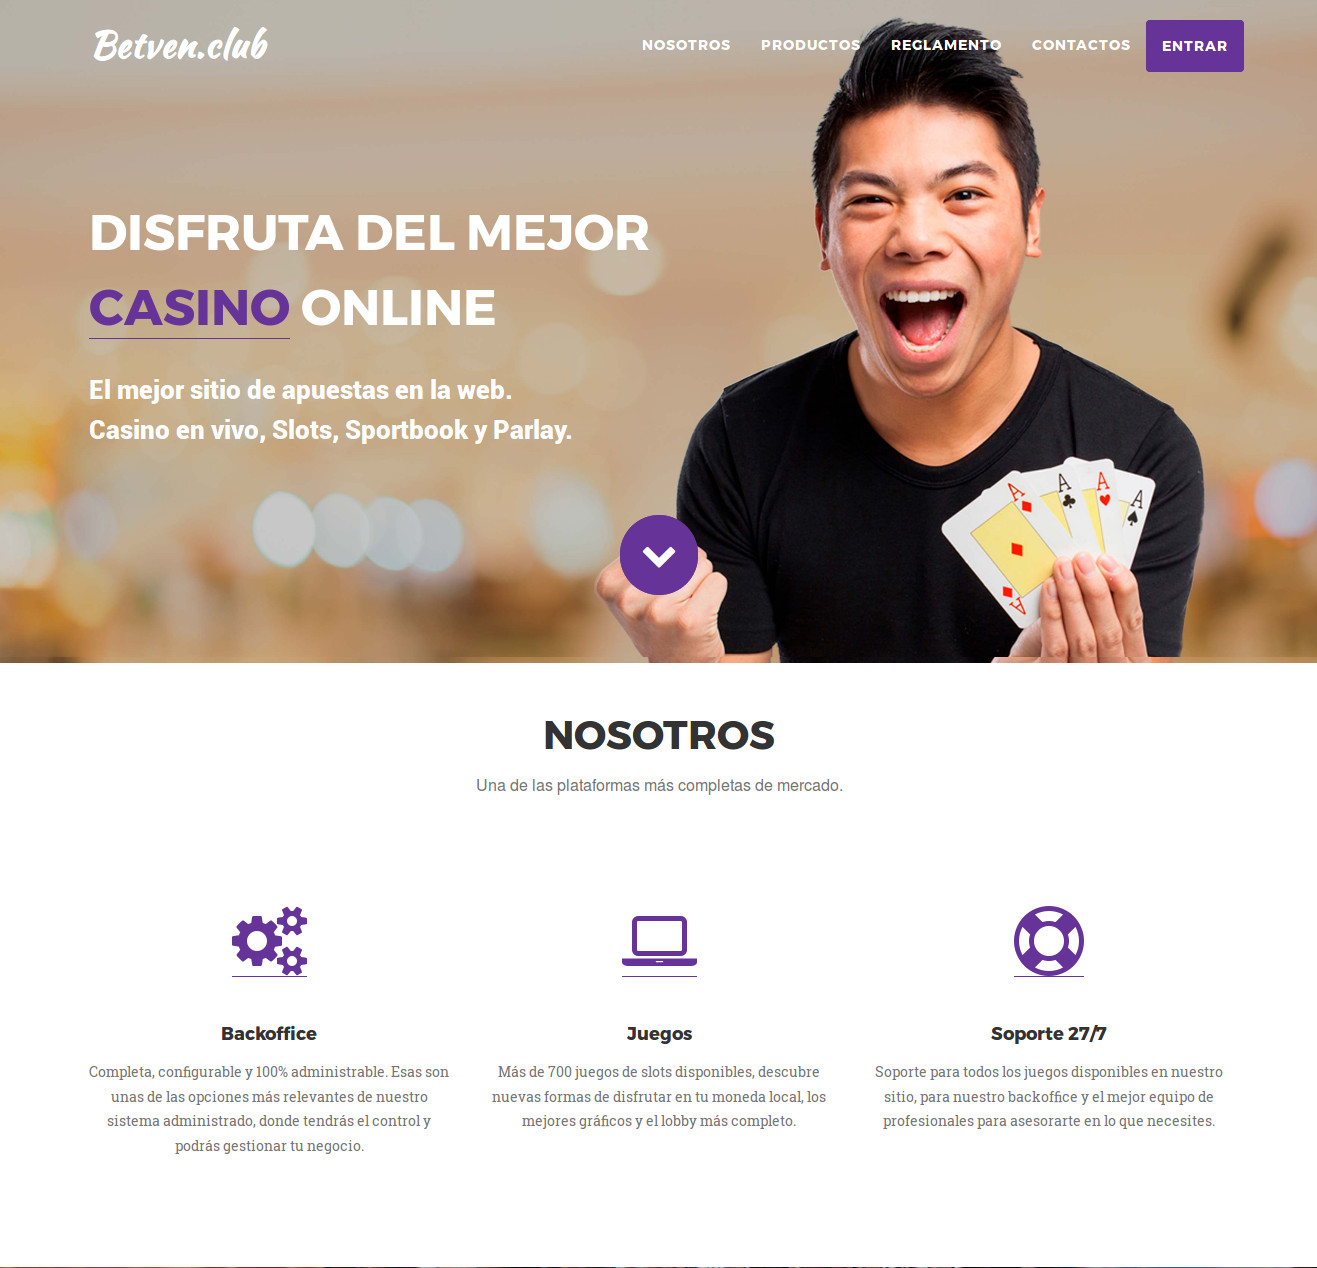 Betven.club
NOSOTROS
PRODUCTOS
REGLAMENTO
CONTACTOS
ENTRAR
DISFRUTA DEL MEJOR
CASINO ONLINE
El mejor sitio de apuestas en la web.
Casino en vivo, Slots, Sportbook y Parlay.
A
A
A
A
A
NOSOTROS
Una de las plataformas más completas de mercado.
Backoffice
Completa, configurable y 100% administrable. Esas son
unas de las opciones más relevantes de nuestro
sistema administrado, donde tendrás el control y
podrás gestionar tu negocio.
Juegos
Más de 700 juegos de slots disponibles, descubre
nuevas formas de disfrutar en tu moneda local, los
mejores gráficos y el lobby más completo.
Soporte 27/7
Soporte para todos los juegos disponibles en nuestro
sitio, para nuestro backoffice y el mejor equipo de
profesionales para asesorarte en lo que necesites.